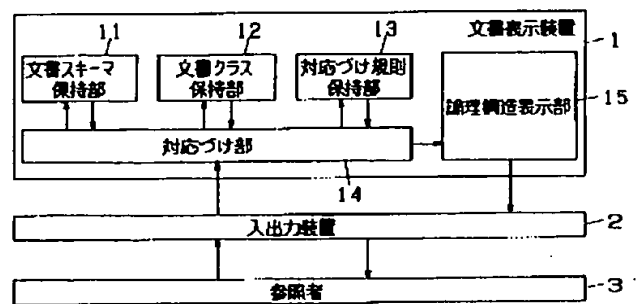 11
12
13
文書表示装置
1
文書スキーマ
保持部
文書クラス
保持部
対応づけ規則
保持部
論理構造表示部
15
対応づけ部
14
入出力装置
2
参照者
3